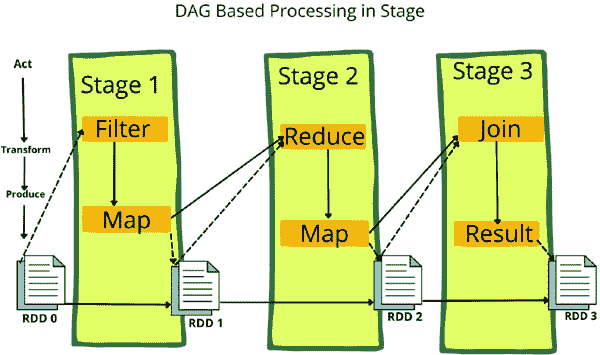 DAG Based Processing in Stage
Act
Transform
Produce
Stage 1
Filter
Map
Stage 2
Reduce
Map
Stage 3
Join
Result
RDD 0
RDD 1
RDD 2
RDD 3